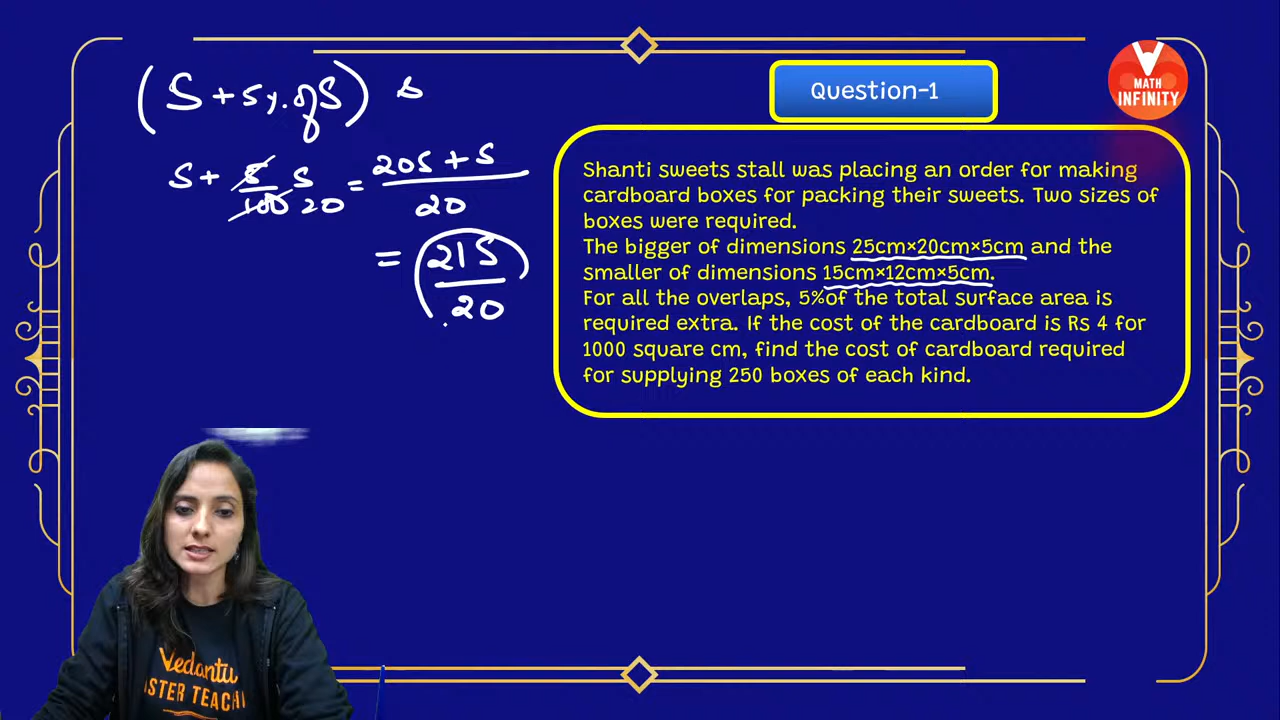 (S + 5%. of S) s
S + 5/100 S 20 = 20S + S / 20
= (21S / 20)
Question-1
MATH
INFINITY
Shanti sweets stall was placing an order for making
cardboard boxes for packing their sweets. Two sizes of
boxes were required.
The bigger of dimensions 25cm×20cm×5cm and the
smaller of dimensions 15cm×12cm×5cm.
For all the overlaps, 5%of the total surface area is
required extra. If the cost of the cardboard is Rs 4 for
1000 square cm, find the cost of cardboard required
for supplying 250 boxes of each kind.
Vedantu